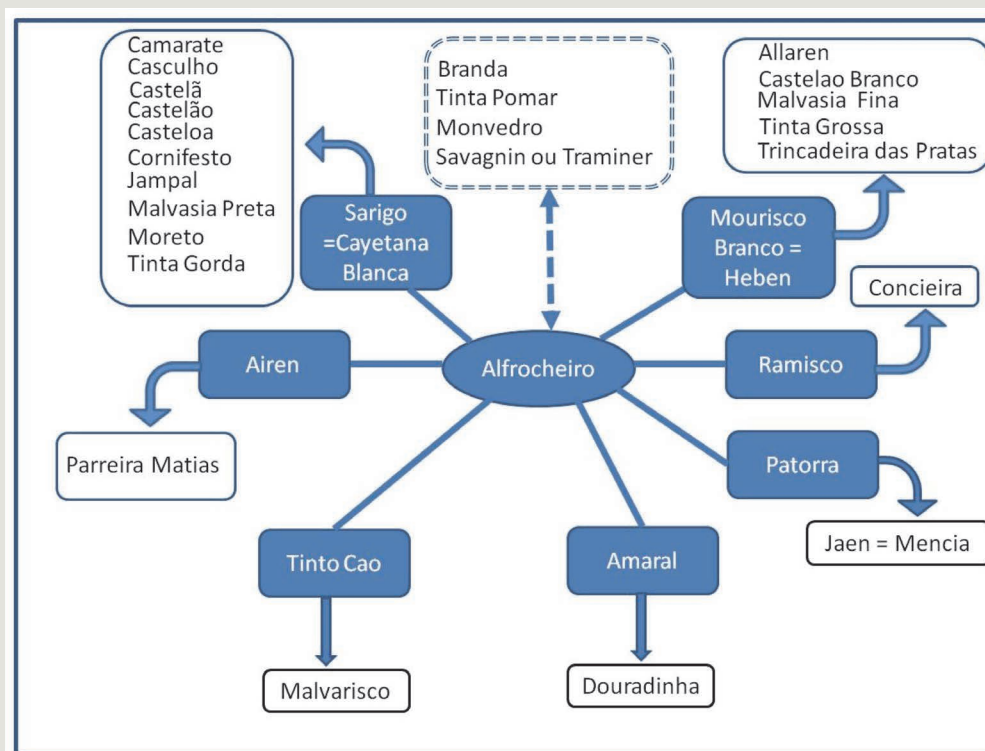 Camarate
Casculho
Castelã
Castelão
Casteloa
Cornifesto
Jampal
Malvasia Preta
Moreto
Tinta Gorda
Branda
Tinta Pomar
Monvedro
Savagnin ou Traminer
Allaren
Castelao Branco
Malvasia Fina
Tinta Grossa
Trincadeira das Pratas
Sarigo
=Cayetana
Blanca
Mourisco
Branco =
Heben
Concieira
Airen
Alfrocheiro
Ramisco
Parreira Matias
Patorra
Jaen = Mencia
Tinto Cao
Amaral
Malvarisco
Douradinha